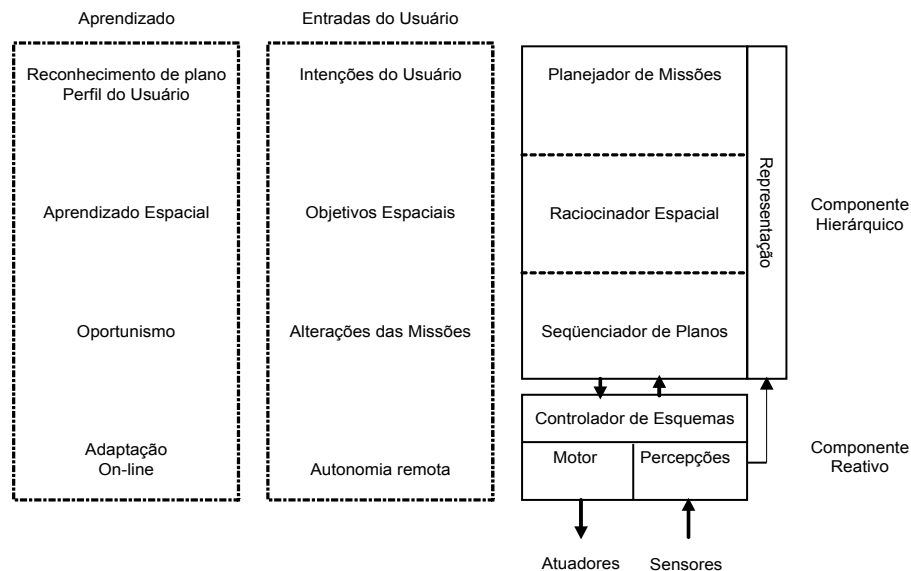 Aprendizado
Entradas do Usuário
Reconhecimento de plano
Perfil do Usuário
Intenções do Usuário
Planejador de Missões
Aprendizado Espacial
Objetivos Espaciais
Raciocinador Espacial
Representação
Componente
Hierárquico
Oportunismo
Alterações das Missões
Seqüenciador de Planos
Controlador de Esquemas
Adaptação
On-line
Autonomia remota
Motor
Percepções
Componente
Reativo
Atuadores
Sensores